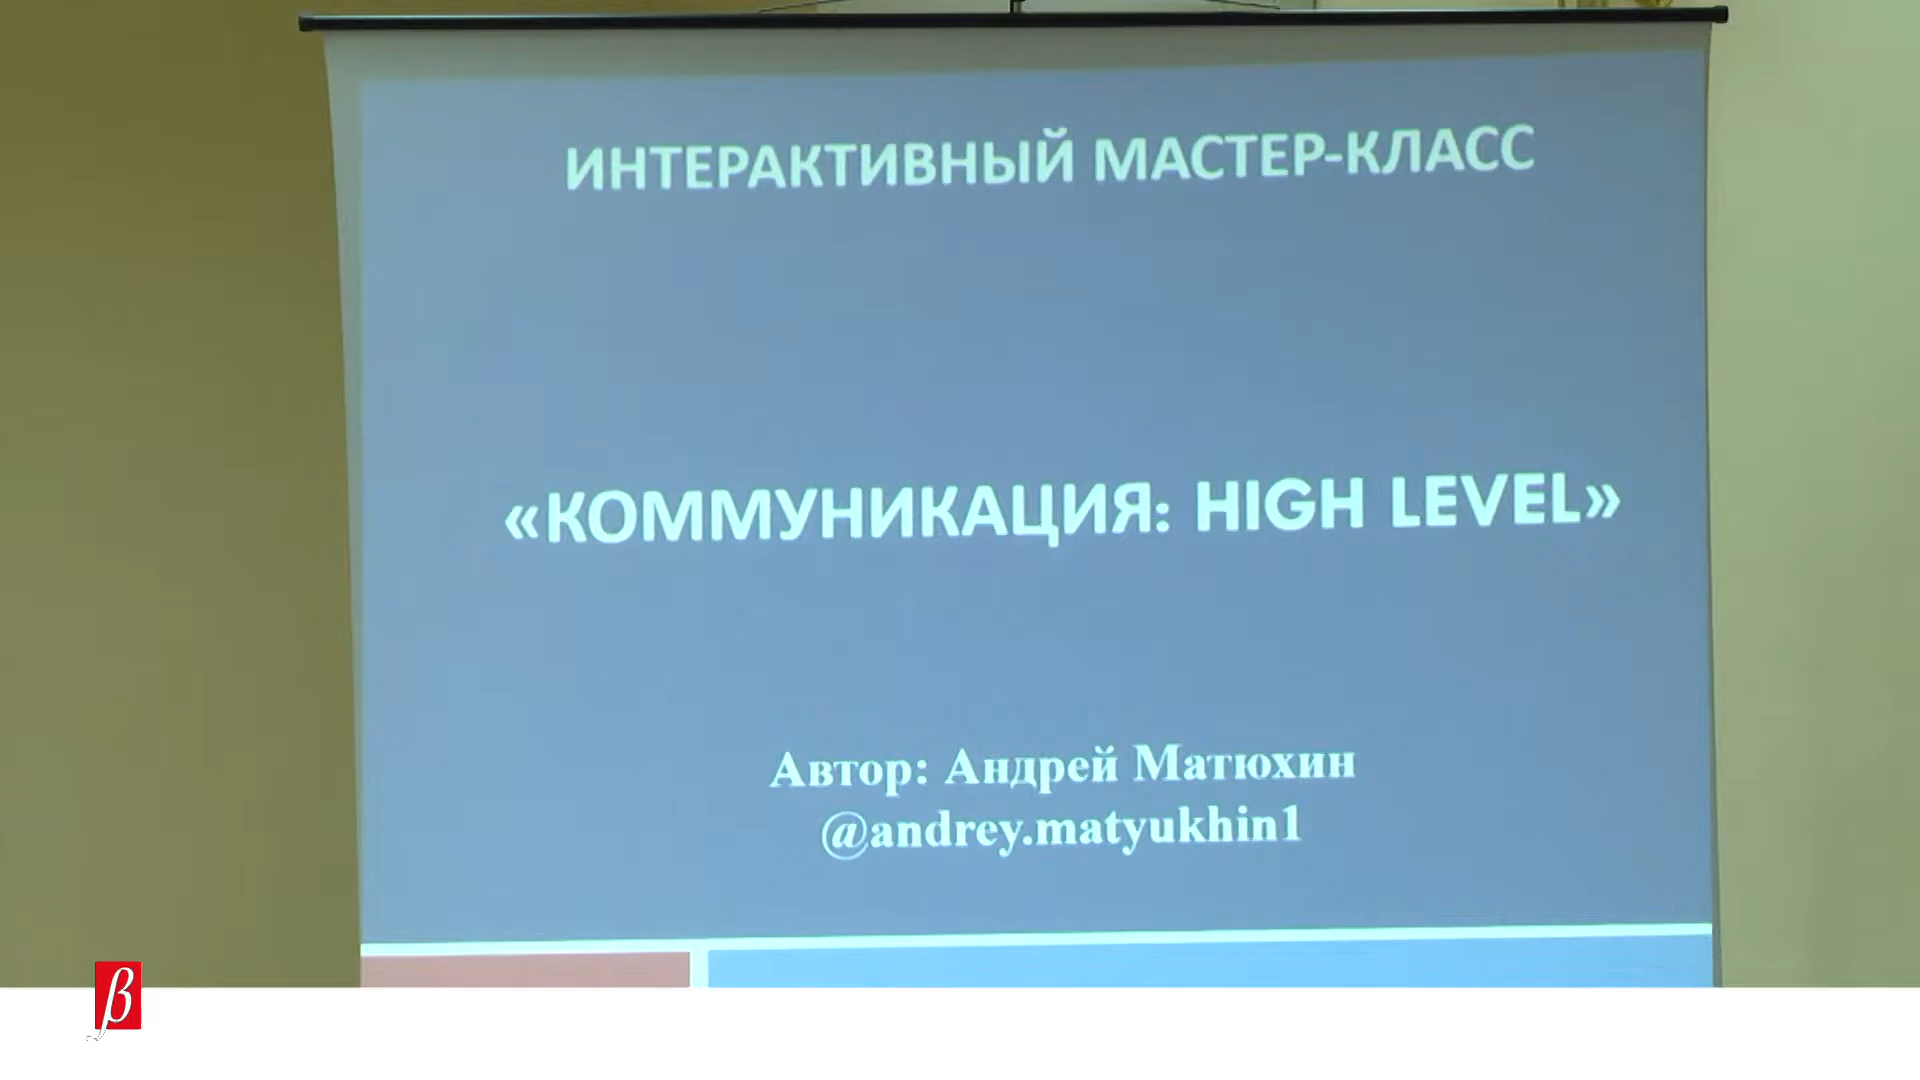 ИНТЕРАКТИВНЫЙ МАСТЕР-КЛАСС
«КОММУНИКАЦИЯ: HIGH LEVEL»
Автор: Андрей Матюхин
@andrey.matyukhin1
β